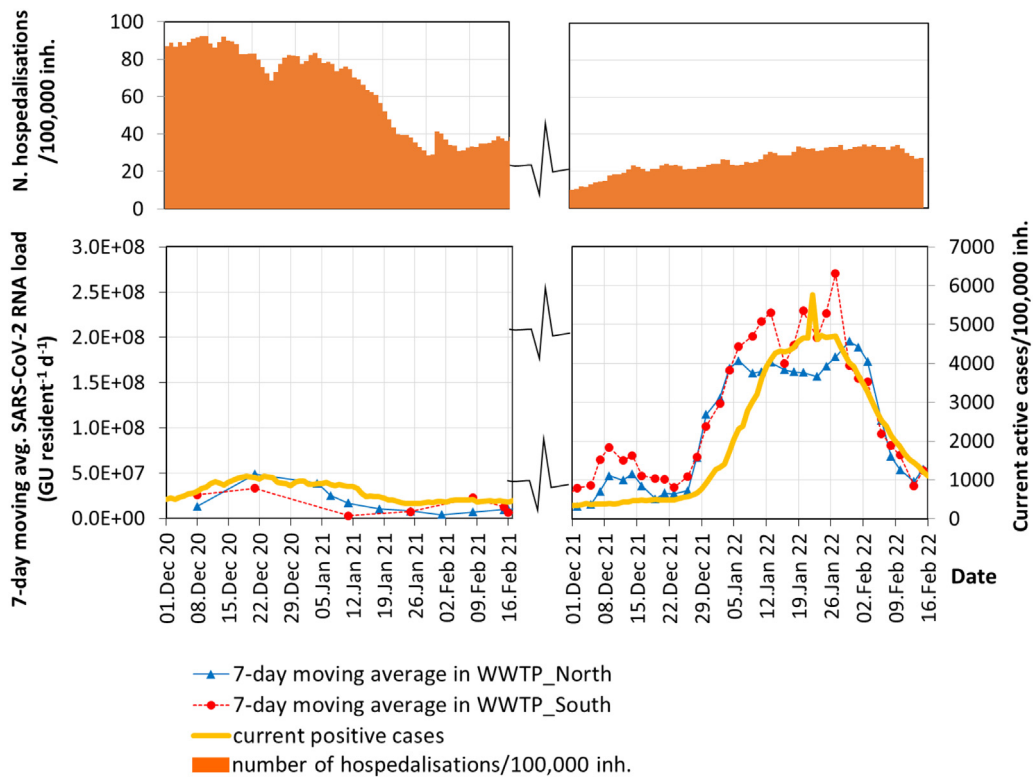 N. hospedalisations
/100,000 inh.
100
80
60
40
20
0
7-day moving avg. SARS-CoV-2 RNA load
(GU resident⁻¹ d⁻¹)
3.0E+08
2.5E+08
2.0E+08
1.5E+08
1.0E+08
5.0E+07
0.0E+00
7000
6000
5000
4000
3000
2000
1000
0
Current active cases/100,000 inh.
01.Dec 20
08.Dec 20
15.Dec 20
22.Dec 20
29.Dec 20
05.Jan 21
12.Jan 21
19.Jan 21
26.Jan 21
02.Feb 21
09.Feb 21
16.Feb 21
01.Dec 21
08.Dec 21
15.Dec 21
22.Dec 21
29.Dec 21
05.Jan 22
12.Jan 22
19.Jan 22
26.Jan 22
02.Feb 22
09.Feb 22
16.Feb 22
Date
7-day moving average in WWTP_North
7-day moving average in WWTP_South
current positive cases
number of hospedalisations/100,000 inh.